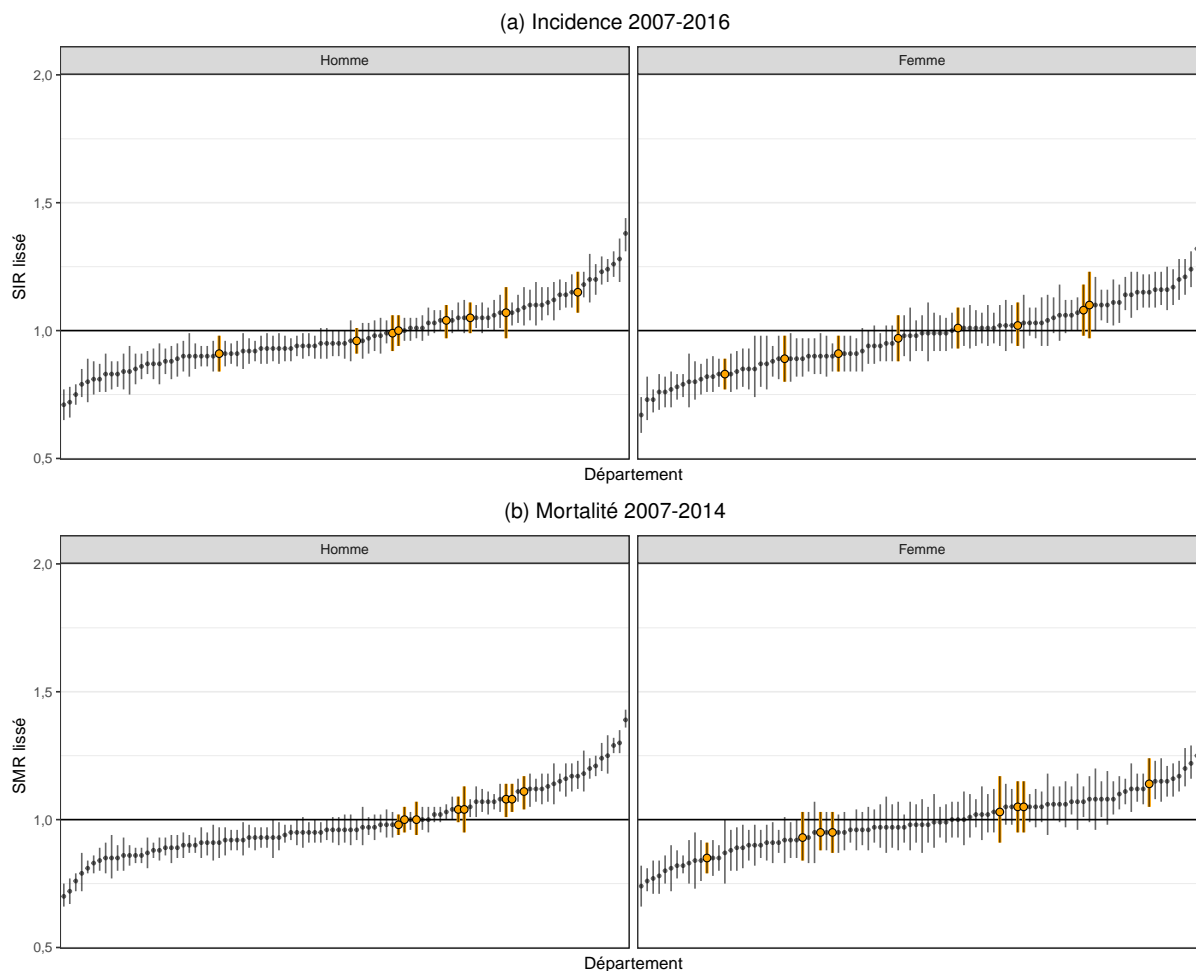 (a) Incidence 2007-2016
Homme
Femme
2,0
1,5
1,0
0,5
SIR lissé
Département
(b) Mortalité 2007-2014
Homme
Femme
2,0
1,5
1,0
0,5
SMR lissé
Département